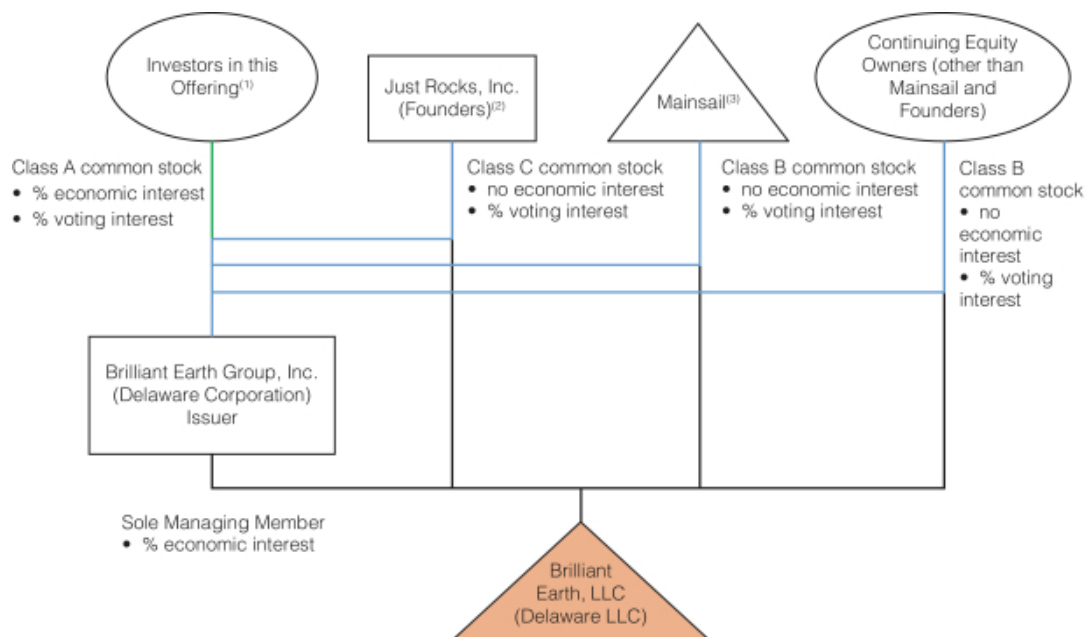 Investors in this
Offering(1)
Just Rocks, Inc.
(Founders)(2)
Mainsail(3)
Continuing Equity
Owners (other than
Mainsail and
Founders)
Class A common stock
• % economic interest
• % voting interest
Class C common stock
• no economic interest
• % voting interest
Class B common stock
• no economic interest
• % voting interest
Class B
common stock
• no
economic
interest
• % voting
interest
Brilliant Earth Group, Inc.
(Delaware Corporation)
Issuer
Sole Managing Member
• % economic interest
Brilliant
Earth, LLC
(Delaware LLC)